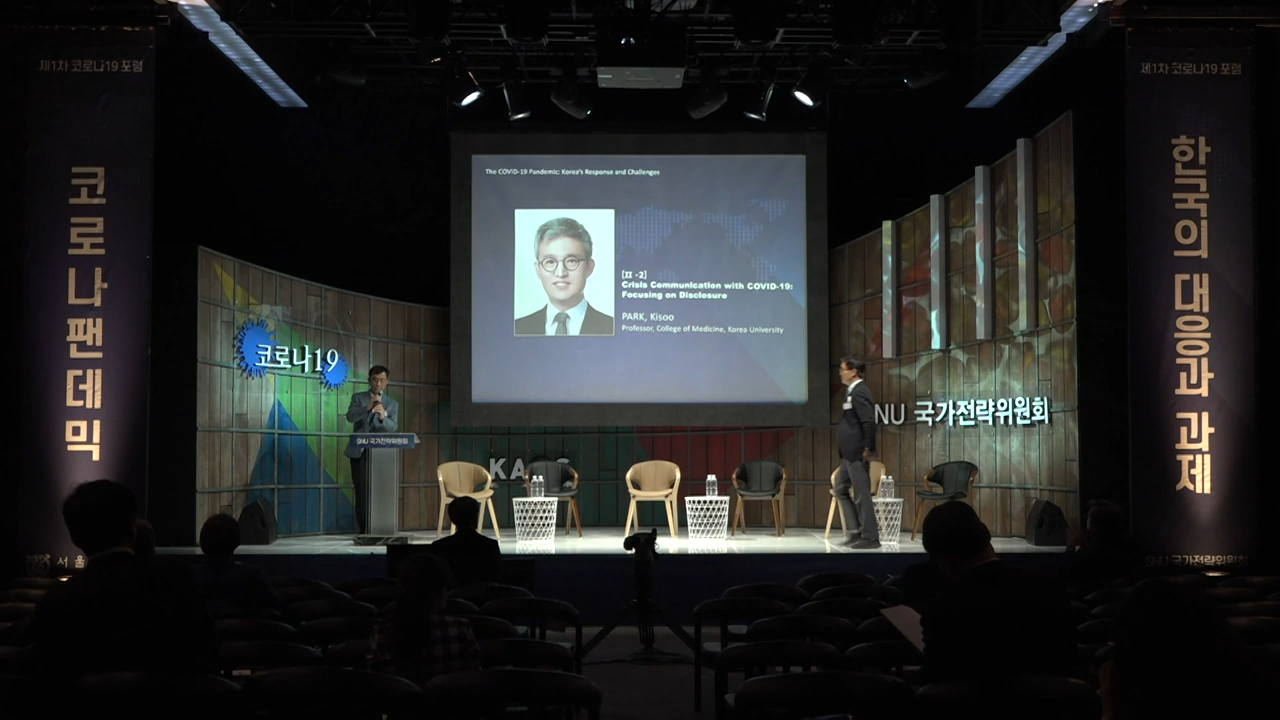 제1차 코로나19 포럼
코로나팬데믹
서울
The COVID-19 Pandemic: Korea's Response and Challenges
[Ⅱ-2]
Crisis Communication with COVID-19:
Focusing on Disclosure
PARK, Kisoo
Professor, College of Medicine, Korea University
코로나19
SNU 국가전략위원회
NU 국가전략위원회
제1차 코로나19 포럼
한국의 대응과 과제
SNU 국가전략위원회